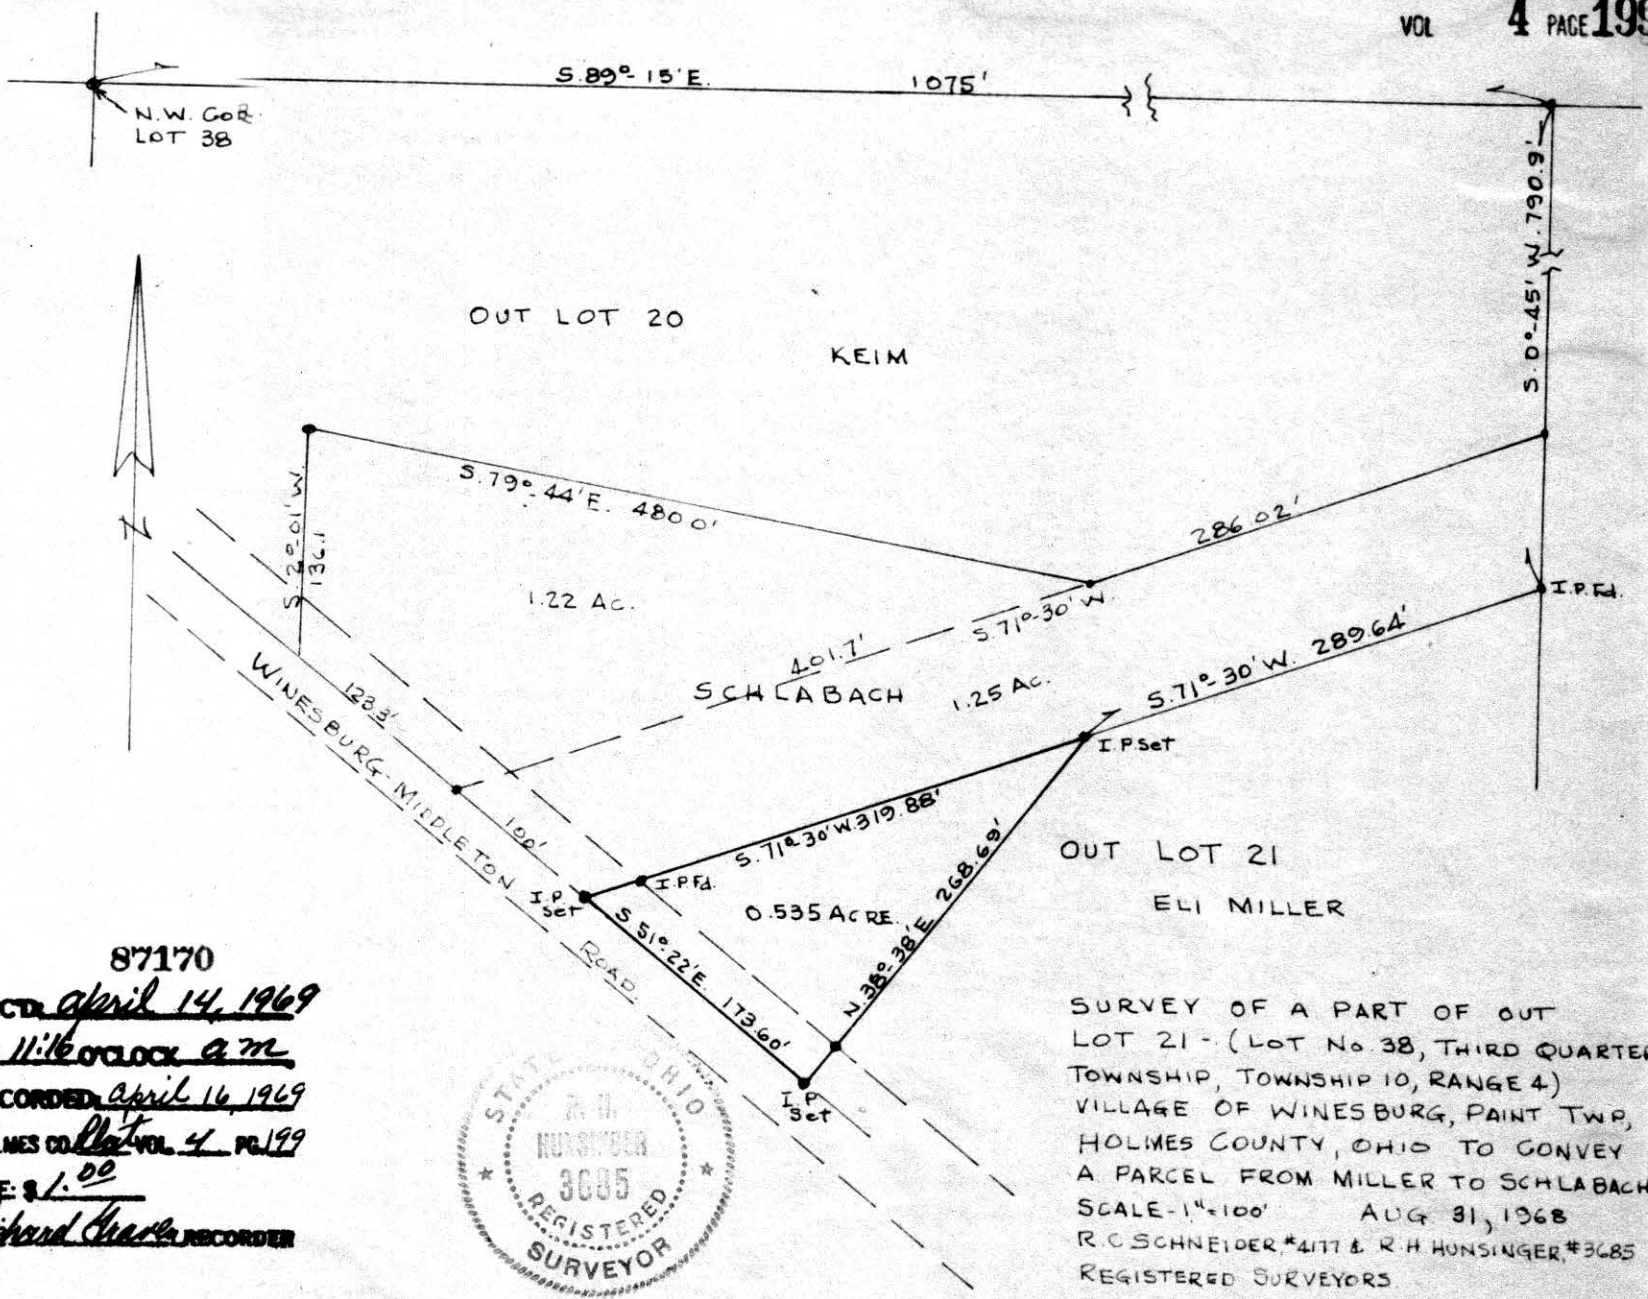 VOL 4 PAGE 199
S. 89°-15' E. 1075'
N.W. COR.
LOT 38
S. 0°-45' W. 790.9'
OUT LOT 20
KEIM
S. 79°-44' E. 480.0'
S. 2°-01' W.
136.1
286.02'
1.22 Ac.
S. 71°-30' W.
I.P. Fd.
401.7'
S. 71°-30' W. 289.64'
SCHLABACH
1.25 Ac.
N
123.3'
WINESBURG-MIDDLETON ROAD
I.P. Set
100'
S. 71°-30' W. 319.88'
I.P. Fd.
I.P. Set
0.535 ACRE.
N. 38°-38' E. 268.69'
OUT LOT 21
ELI MILLER
S. 51°-22' E. 173.60'
I.P. Set
87170
april 14, 1969
11:16 O'CLOCK a m
CORDED april 16, 1969
MES CO. Plat VOL. 4 PG. 199
E: $ 1.00
RECORDER
STATE OHIO
R. H.
HUNSINGER
3685
REGISTERED
SURVEYOR
SURVEY OF A PART OF OUT
LOT 21 - (LOT No. 38, THIRD QUARTER
TOWNSHIP, TOWNSHIP 10, RANGE 4)
VILLAGE OF WINESBURG, PAINT TWP,
HOLMES COUNTY, OHIO TO CONVEY
A PARCEL FROM MILLER TO SCHLABACH
SCALE-1"=100' AUG. 31, 1968
R. C SCHNEIDER, #4177 & R. H. HUNSINGER, #3685
REGISTERED SURVEYORS.